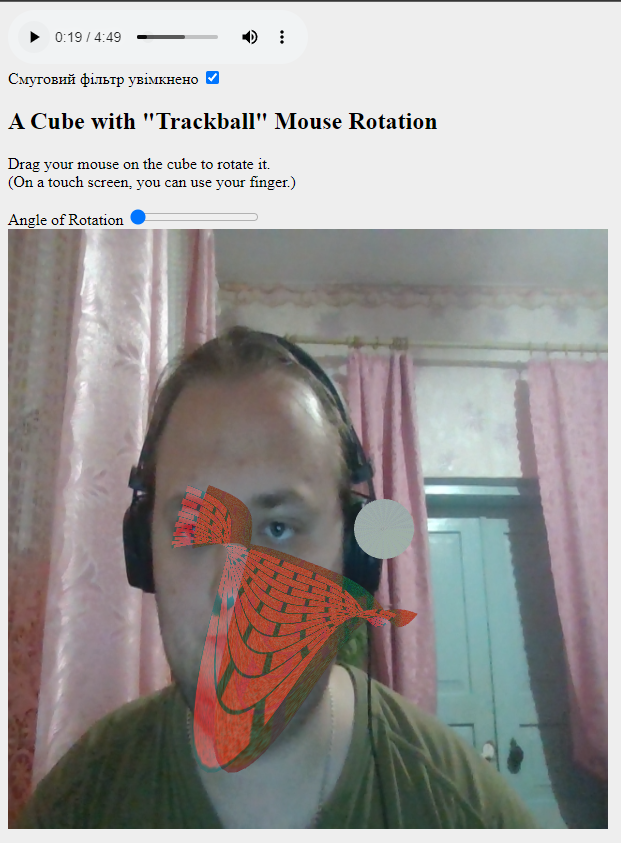 0:19 / 4:49
Смуговий фільтр увімкнено
A Cube with "Trackball" Mouse Rotation
Drag your mouse on the cube to rotate it.
(On a touch screen, you can use your finger.)
Angle of Rotation